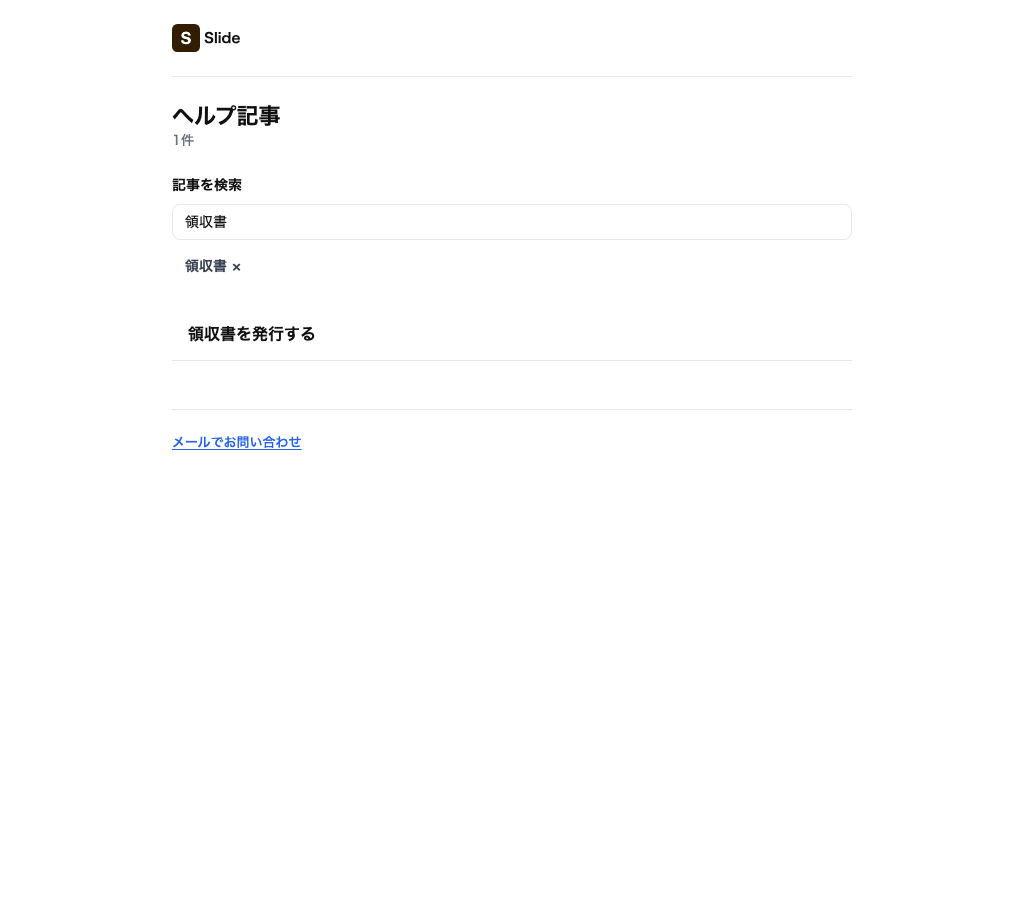 S Slide
ヘルプ記事
1件
記事を検索
領収書
領収書 ×
領収書を発行する
メールでお問い合わせ